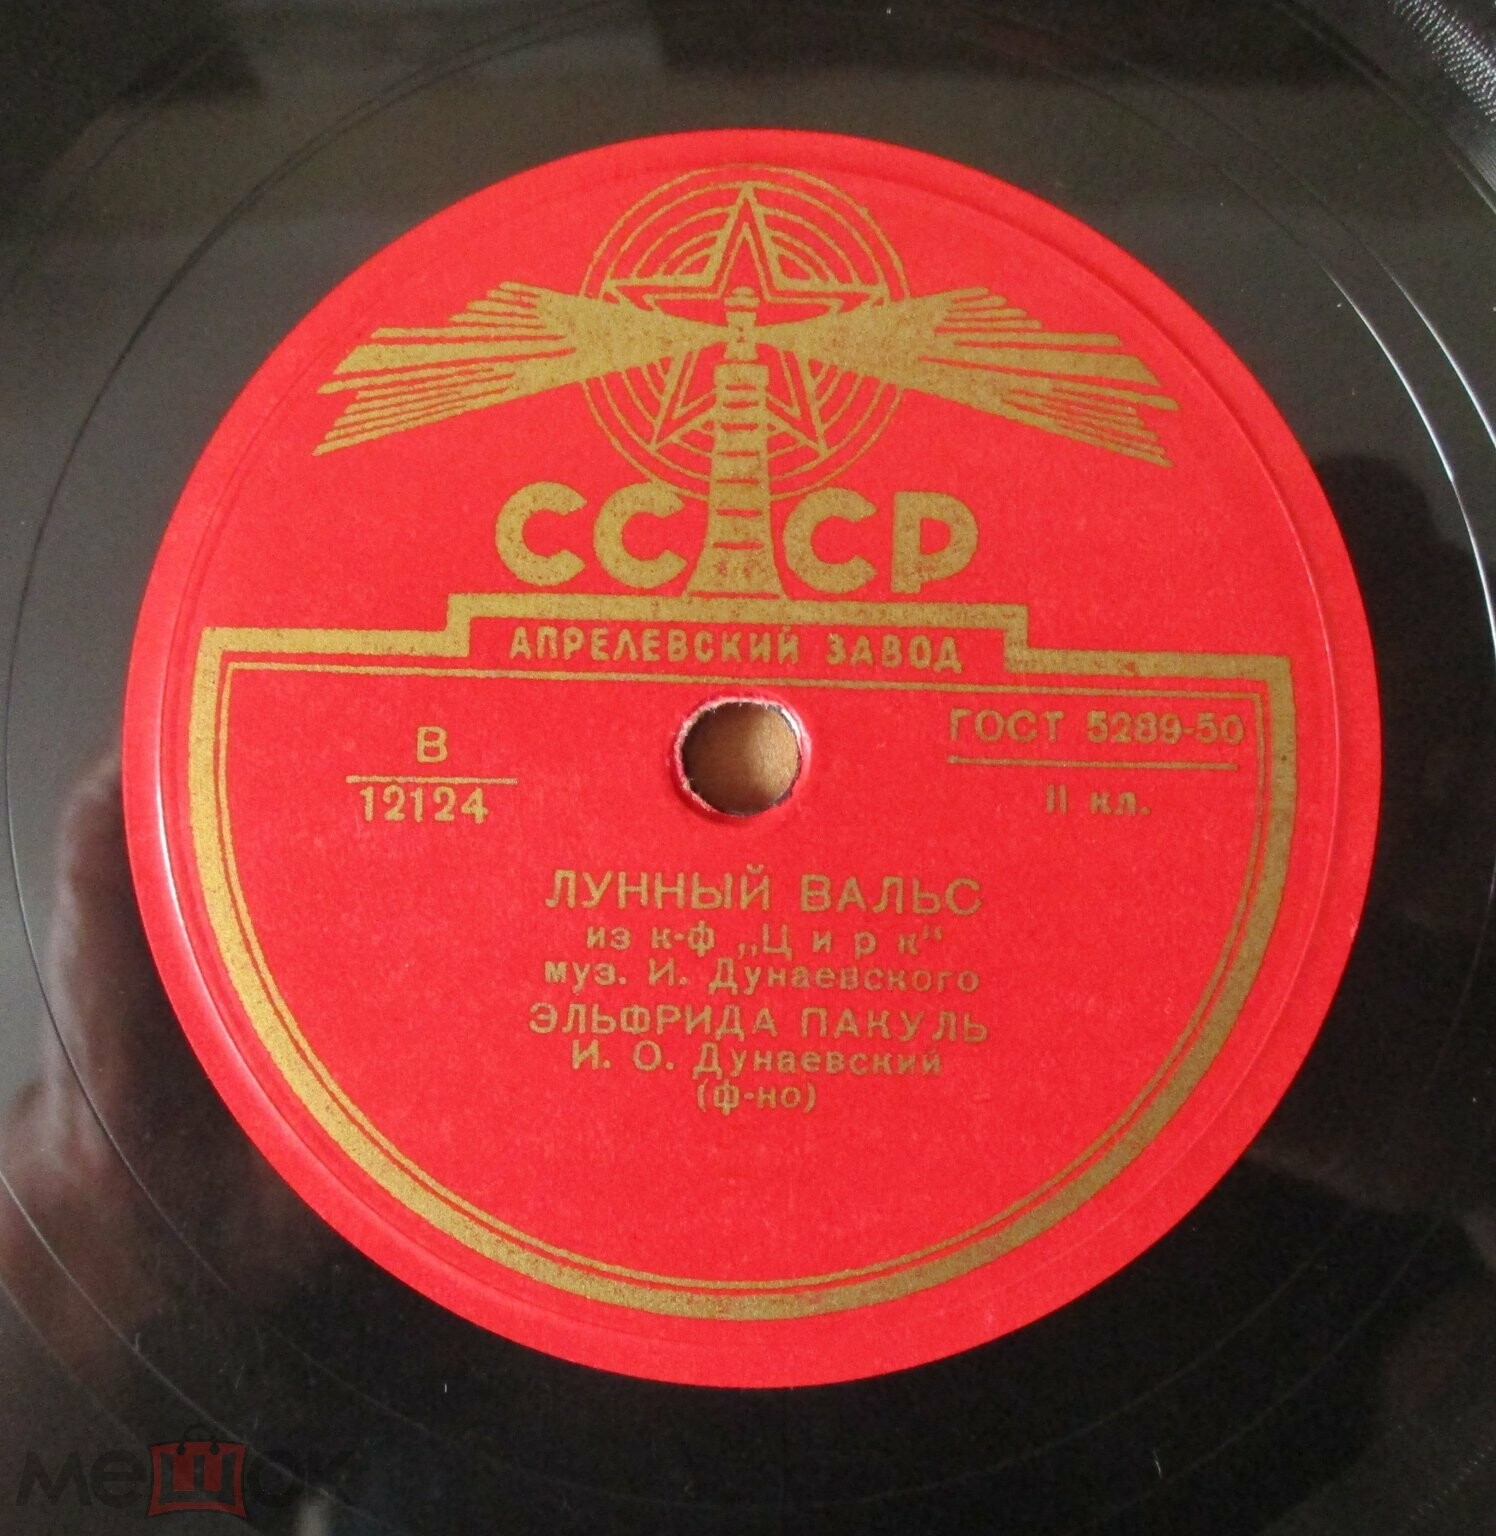 СССР
АПРЕЛЕВСКИЙ ЗАВОД
В
12124
ГОСТ 5289-50
II кл.
ЛУННЫЙ ВАЛЬС
из к-ф „Цирк“
муз. И. Дунаевского
ЭЛЬФРИДА ПАКУЛЬ
И. О. Дунаевский
(ф-но)
мешок